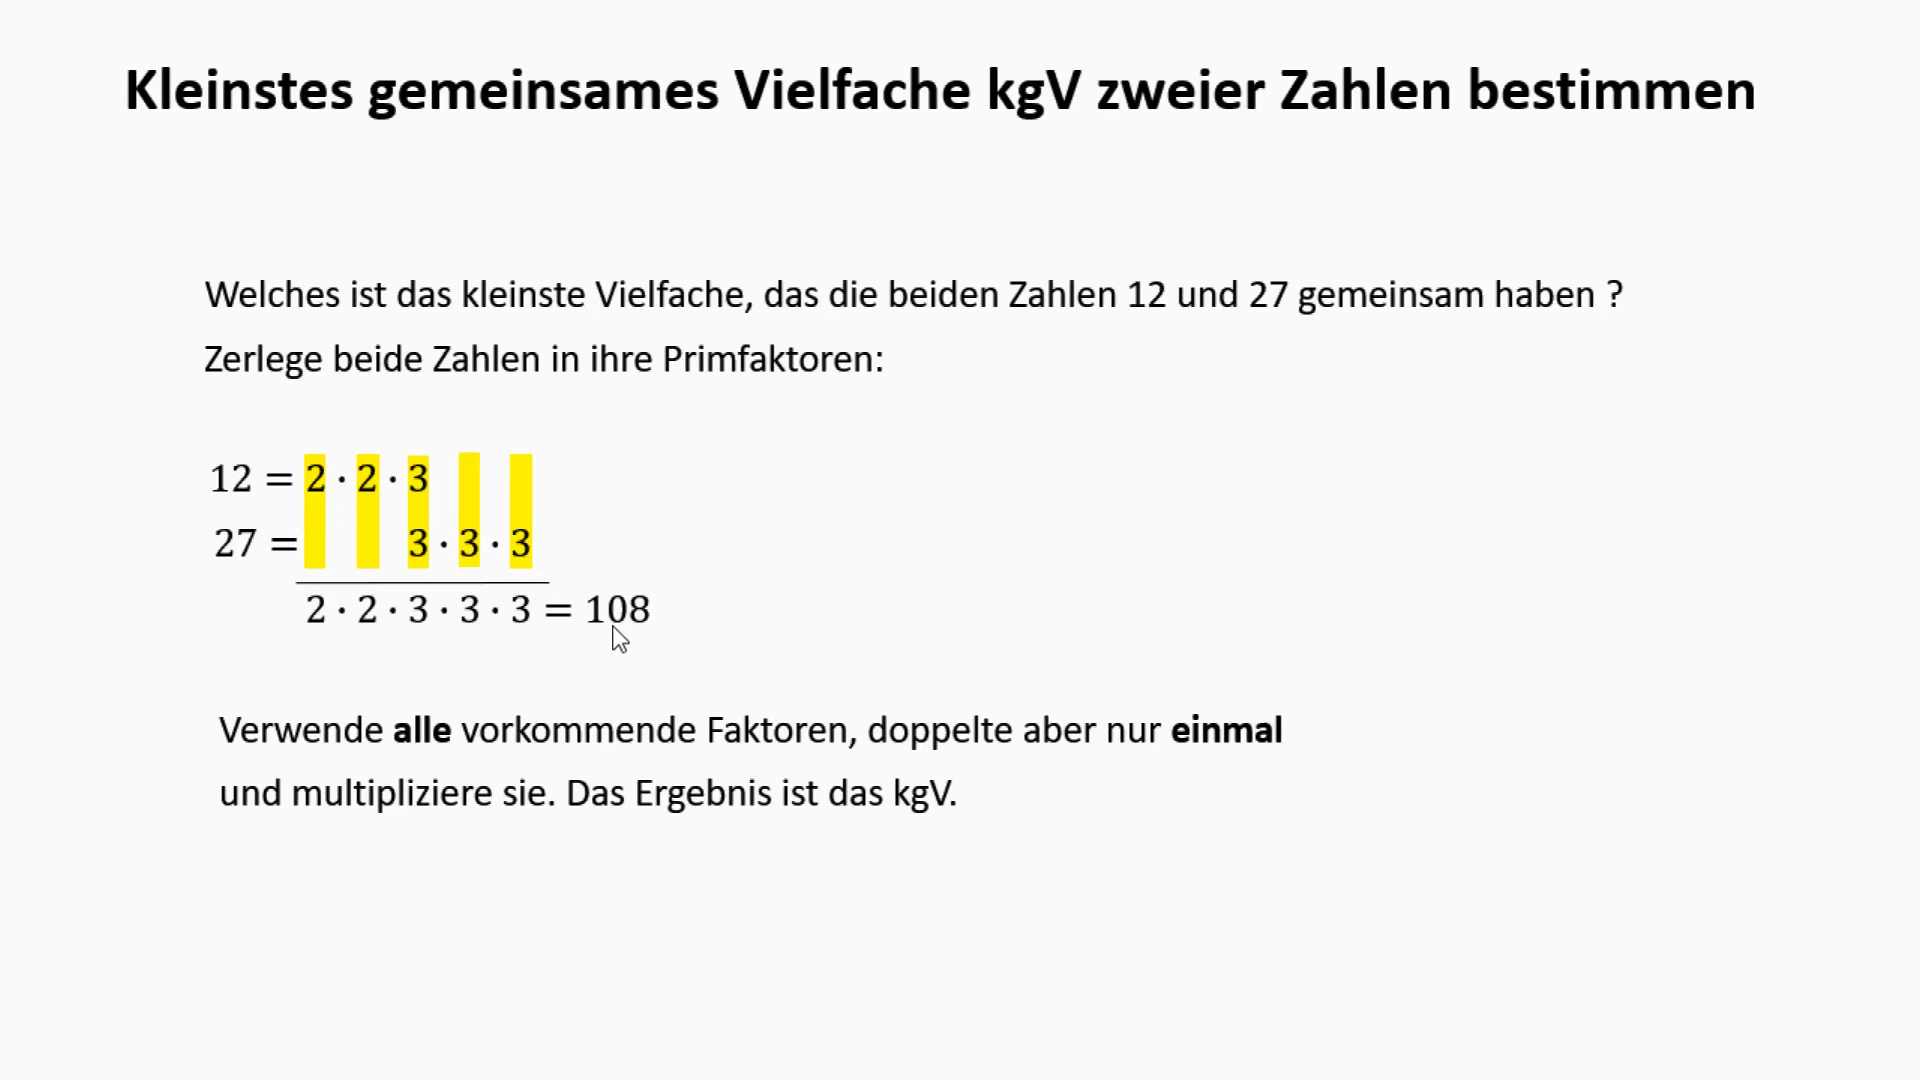 Kleinstes gemeinsames Vielfache kgV zweier Zahlen bestimmen
Welches ist das kleinste Vielfache, das die beiden Zahlen 12 und 27 gemeinsam haben ?
Zerlege beide Zahlen in ihre Primfaktoren:
12 = 2 · 2 · 3
27 = 3 · 3 · 3
2 · 2 · 3 · 3 · 3 = 108
Verwende alle vorkommende Faktoren, doppelte aber nur einmal
und multipliziere sie. Das Ergebnis ist das kgV.